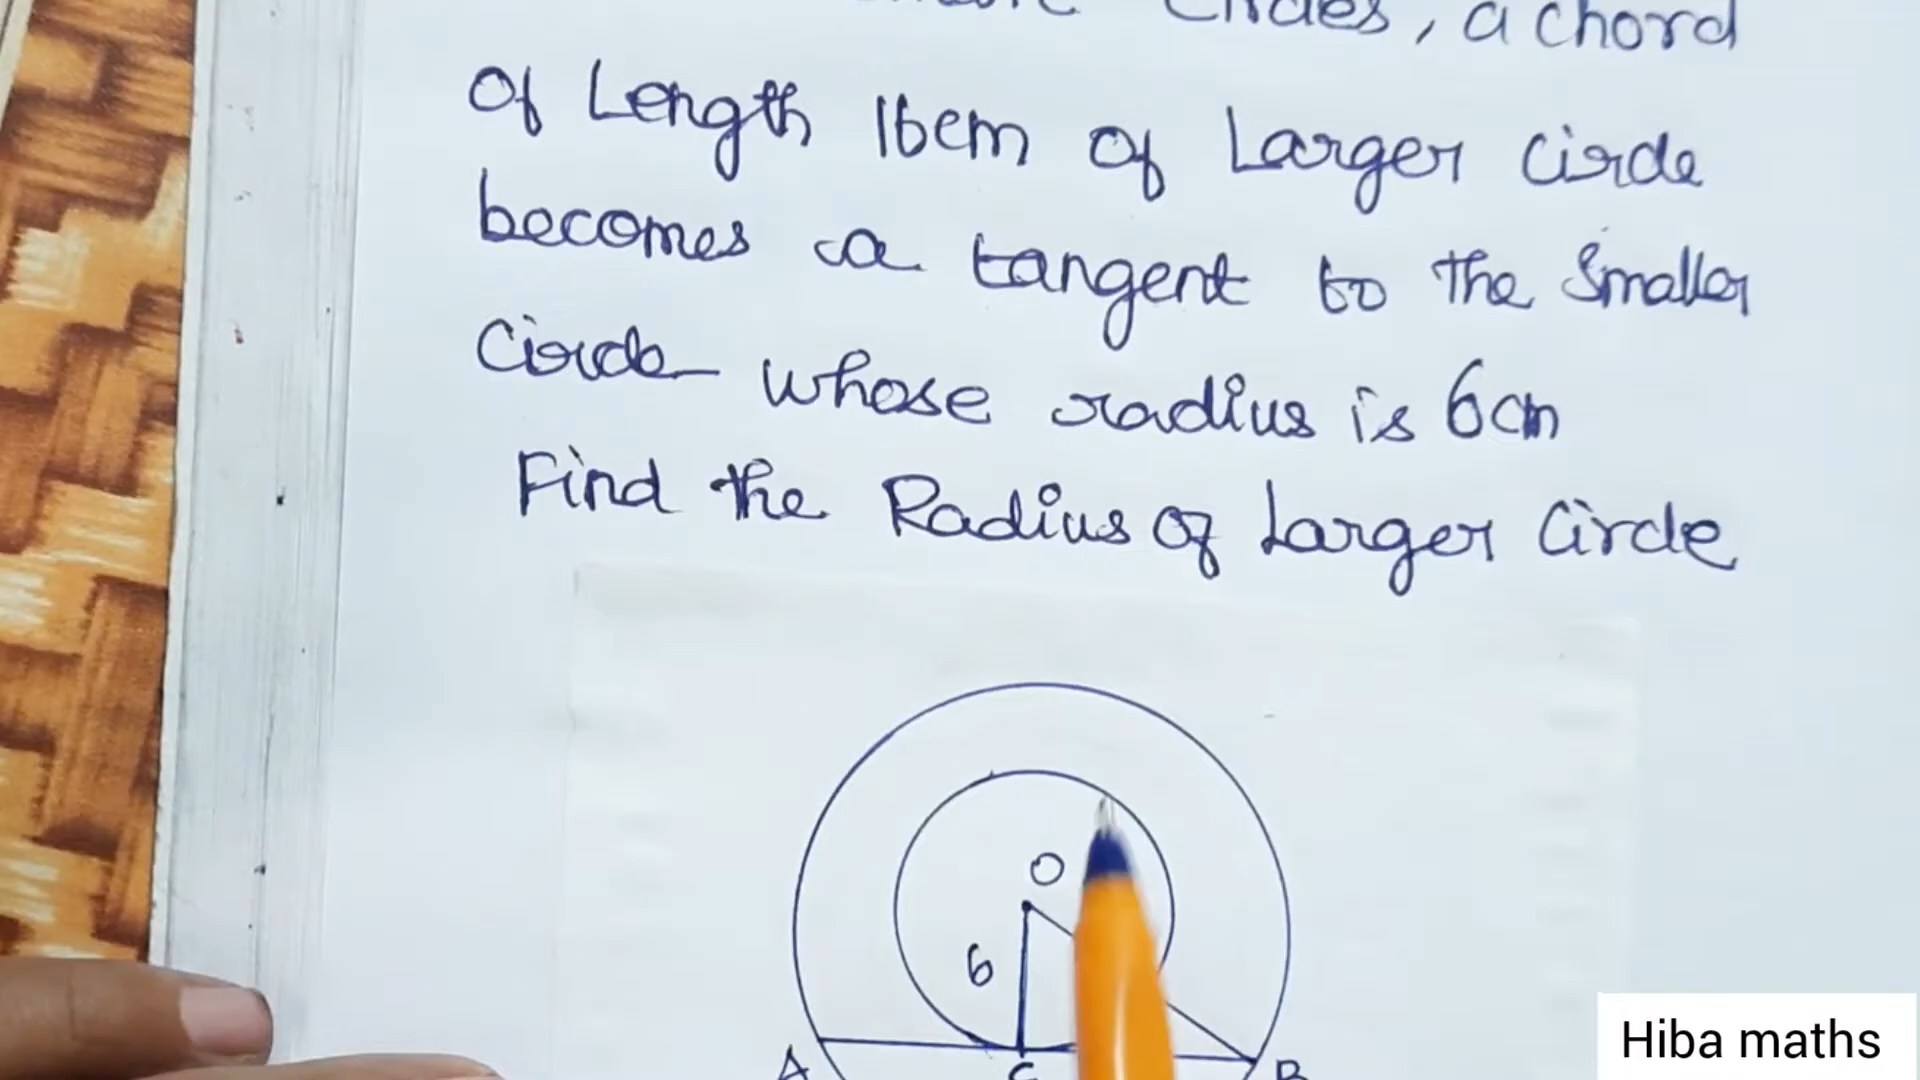 Circles, a chord
Of Length 16cm of Larger circle
becomes a tangent to the smaller
Circle whose radius is 6cm
Find the Radius of Larger Circle
O
6
A C B
Hiba maths